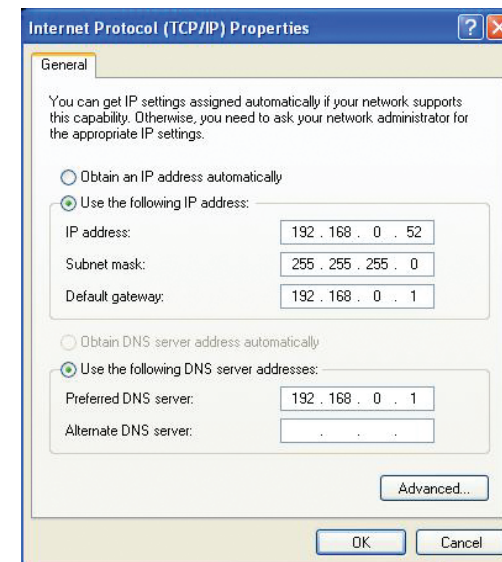 Internet Protocol (TCP/IP) Properties
General
You can get IP settings assigned automatically if your network supports
this capability. Otherwise, you need to ask your network administrator for
the appropriate IP settings.
Obtain an IP address automatically
Use the following IP address:
IP address: 192 . 168 . 0 . 52
Subnet mask: 255 . 255 . 255 . 0
Default gateway: 192 . 168 . 0 . 1
Obtain DNS server address automatically
Use the following DNS server addresses:
Preferred DNS server: 192 . 168 . 0 . 1
Alternate DNS server: . . .
Advanced...
OK Cancel